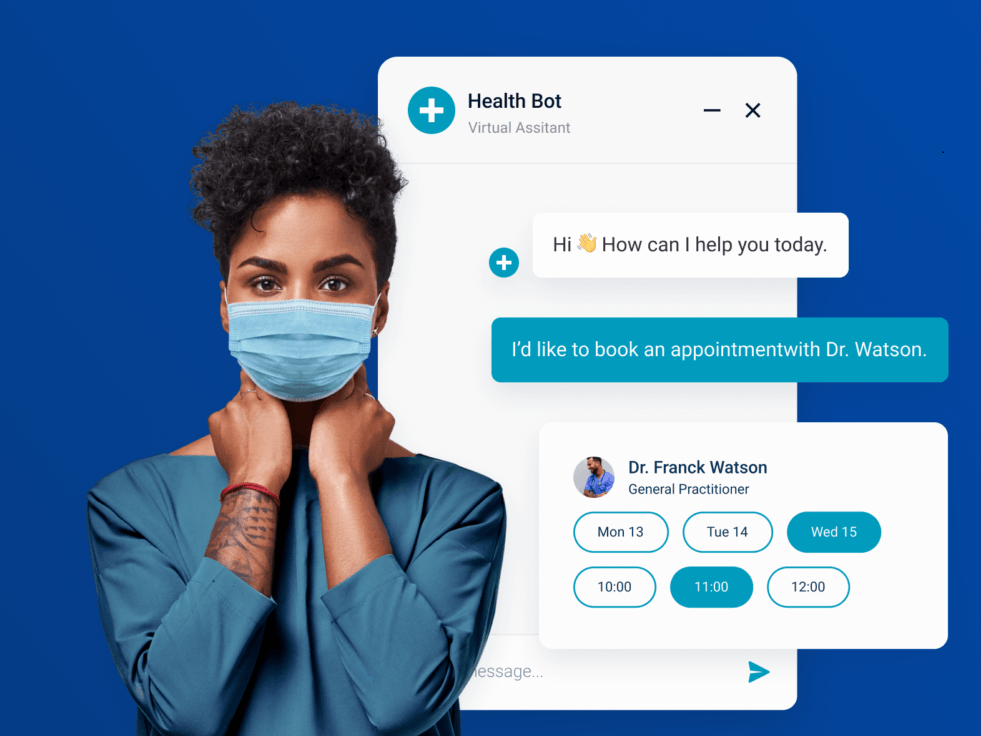 Health Bot
Virtual Assitant
Hi 👋 How can I help you today.
I'd like to book an appointmentwith Dr. Watson.
Dr. Franck Watson
General Practitioner
Mon 13 Tue 14 Wed 15
10:00 11:00 12:00
essage...